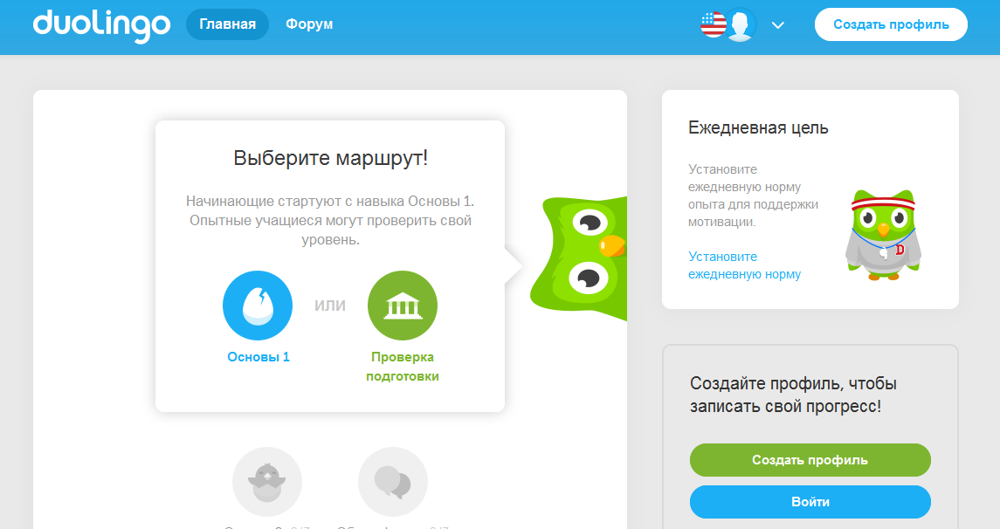 duolingo
Главная
Форум
Создать профиль
Выберите маршрут!
Начинающие стартуют с навыка Основы 1.
Опытные учащиеся могут проверить свой
уровень.
ИЛИ
Основы 1
Проверка
подготовки
Ежедневная цель
Установите
ежедневную норму
опыта для поддержки
мотивации.
Установите
ежедневную норму
D
Создайте профиль, чтобы
записать свой прогресс!
Создать профиль
Войти